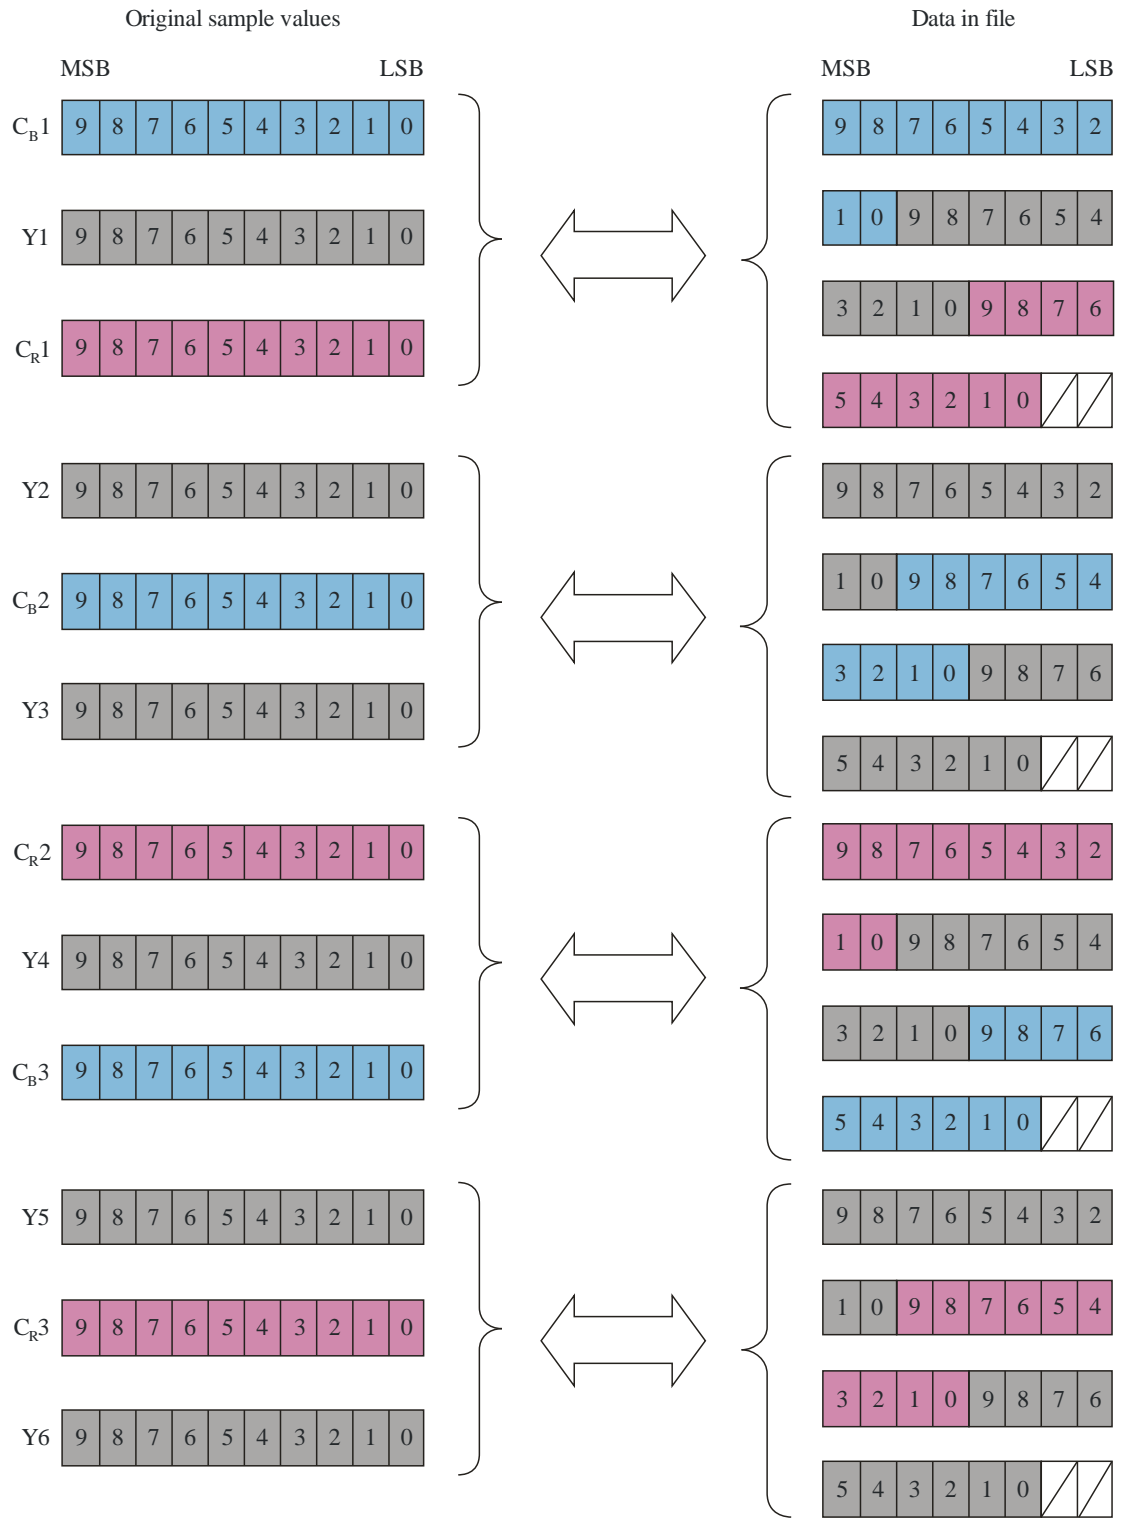 Original sample values Data in file
MSB LSB MSB LSB
C_B1 9 8 7 6 5 4 3 2 1 0 9 8 7 6 5 4 3 2
1 0 9 8 7 6 5 4
Y1 9 8 7 6 5 4 3 2 1 0
3 2 1 0 9 8 7 6
C_R1 9 8 7 6 5 4 3 2 1 0
5 4 3 2 1 0
Y2 9 8 7 6 5 4 3 2 1 0 9 8 7 6 5 4 3 2
1 0 9 8 7 6 5 4
C_B2 9 8 7 6 5 4 3 2 1 0
3 2 1 0 9 8 7 6
Y3 9 8 7 6 5 4 3 2 1 0
5 4 3 2 1 0
C_R2 9 8 7 6 5 4 3 2 1 0 9 8 7 6 5 4 3 2
1 0 9 8 7 6 5 4
Y4 9 8 7 6 5 4 3 2 1 0
3 2 1 0 9 8 7 6
C_B3 9 8 7 6 5 4 3 2 1 0
5 4 3 2 1 0
Y5 9 8 7 6 5 4 3 2 1 0 9 8 7 6 5 4 3 2
1 0 9 8 7 6 5 4
C_R3 9 8 7 6 5 4 3 2 1 0
3 2 1 0 9 8 7 6
Y6 9 8 7 6 5 4 3 2 1 0
5 4 3 2 1 0